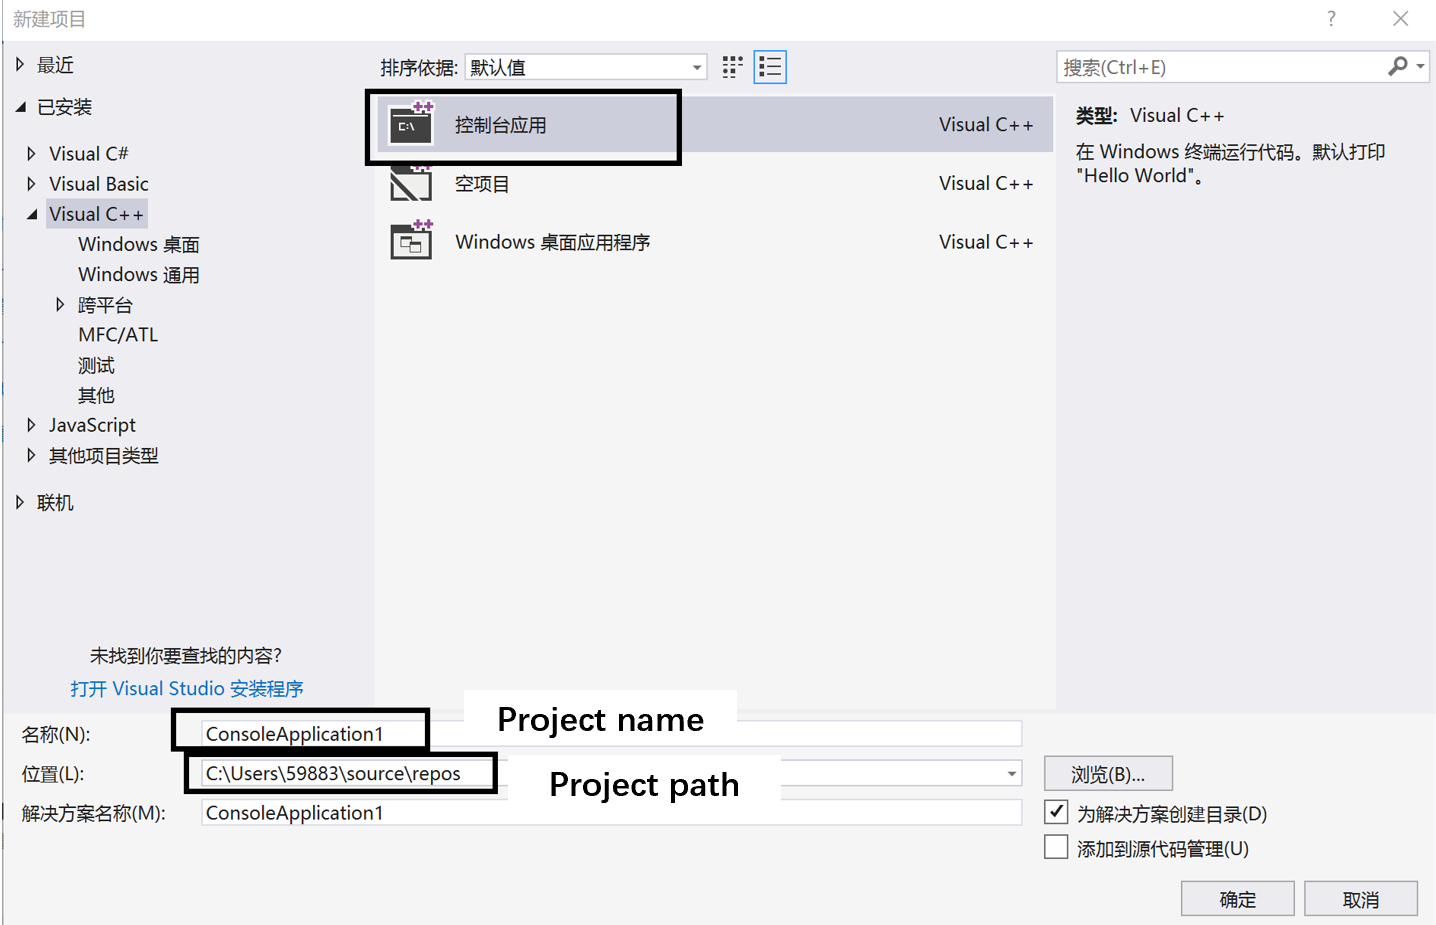 新建项目
?
最近
已安装
Visual C#
Visual Basic
Visual C++
Windows 桌面
Windows 通用
跨平台
MFC/ATL
测试
其他
JavaScript
其他项目类型
联机
未找到你要查找的内容?
打开 Visual Studio 安装程序
排序依据: 默认值
C:\ 控制台应用 Visual C++
空项目 Visual C++
Windows 桌面应用程序 Visual C++
搜索(Ctrl+E)
类型: Visual C++
在 Windows 终端运行代码。默认打印
"Hello World"。
名称(N): ConsoleApplication1 Project name
位置(L): C:\Users\59883\source\repos Project path 浏览(B)...
解决方案名称(M): ConsoleApplication1
为解决方案创建目录(D)
添加到源代码管理(U)
确定 取消